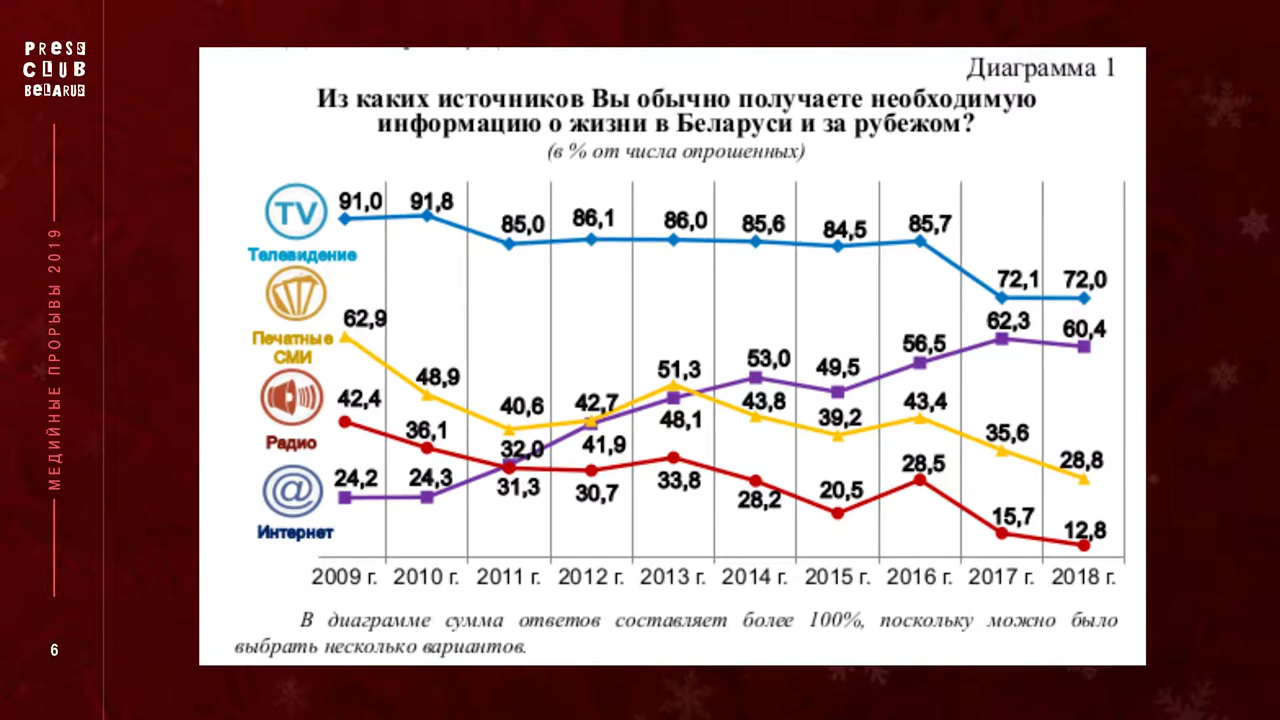 PRESS
CLUB
BELARUS
МЕДИЙНЫЕ ПРОРЫВЫ 2019
6
Диаграмма 1
Из каких источников Вы обычно получаете необходимую
информацию о жизни в Беларуси и за рубежом?
(в % от числа опрошенных)
TV
Телевидение
91,0 91,8 85,0 86,1 86,0 85,6 84,5 85,7 72,1 72,0
Печатные
СМИ
62,9 48,9 40,6 42,7 51,3 43,8 39,2 43,4 35,6 28,8
Радио
42,4 36,1 31,3 30,7 33,8 28,2 20,5 28,5 15,7 12,8
@
Интернет
24,2 24,3 32,0 41,9 48,1 53,0 49,5 56,5 62,3 60,4
2009 г. 2010 г. 2011 г. 2012 г. 2013 г. 2014 г. 2015 г. 2016 г. 2017 г. 2018 г.
В диаграмме сумма ответов составляет более 100%, поскольку можно было
выбрать несколько вариантов.